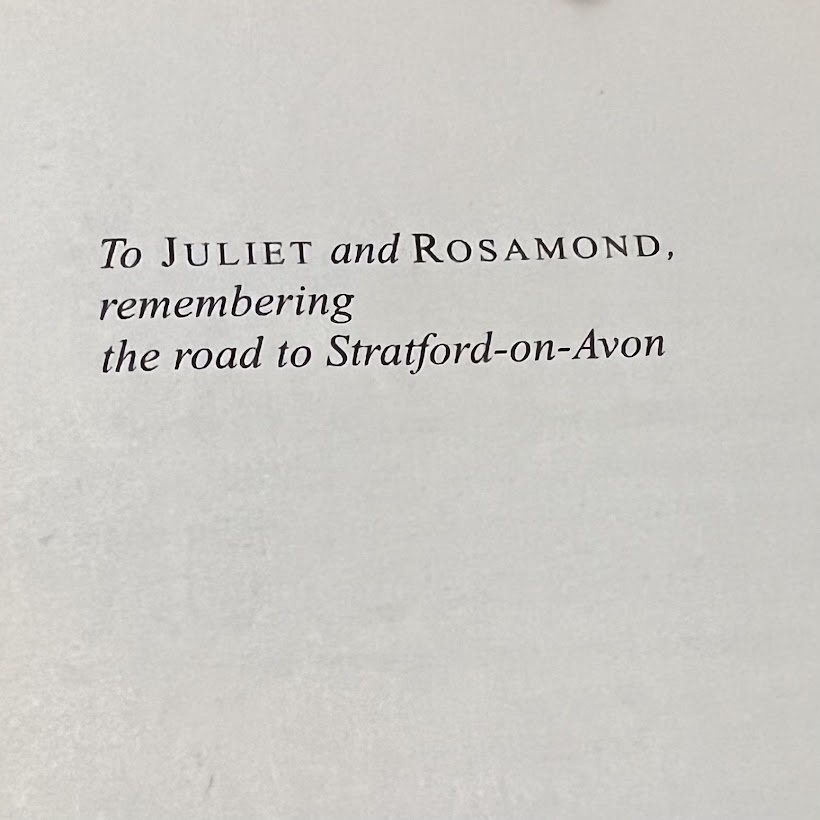 To JULIET and ROSAMOND,
remembering
the road to Stratford-on-Avon